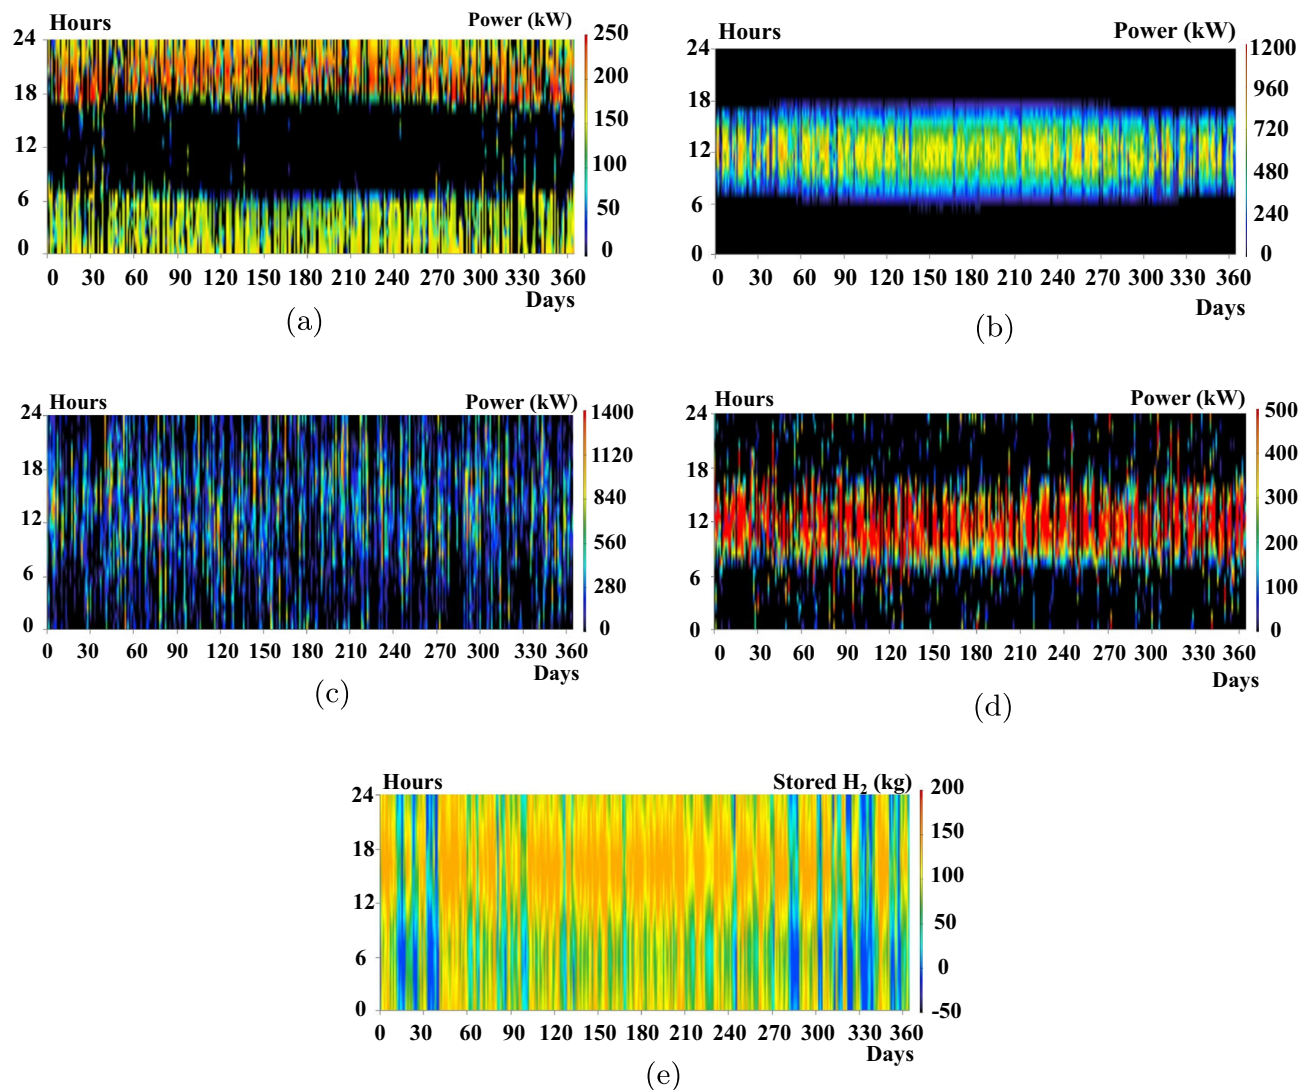 Hours Power (kW)
24 250
18 200
12 150
6 100
0 50
0
0 30 60 90 120 150 180 210 240 270 300 330 360
Days
(a)
Hours Power (kW)
24 1200
18 960
12 720
6 480
0 240
0
0 30 60 90 120 150 180 210 240 270 300 330 360
Days
(b)
Hours Power (kW)
24 1400
18 1120
12 840
6 560
0 280
0
0 30 60 90 120 150 180 210 240 270 300 330 360
Days
(c)
Hours Power (kW)
24 500
18 400
12 300
6 200
0 100
0
0 30 60 90 120 150 180 210 240 270 300 330 360
Days
(d)
Hours Stored H₂ (kg)
24 200
18 150
12 100
6 50
0 0
-50
0 30 60 90 120 150 180 210 240 270 300 330 360
Days
(e)